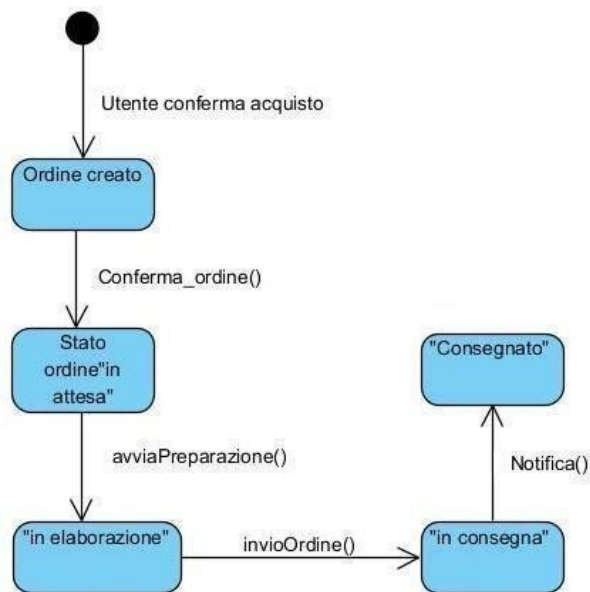 Utente conferma acquisto
Ordine creato
Conferma_ordine()
Stato
ordine"in
attesa"
avviaPreparazione()
"in elaborazione"
invioOrdine()
"in consegna"
Notifica()
"Consegnato"